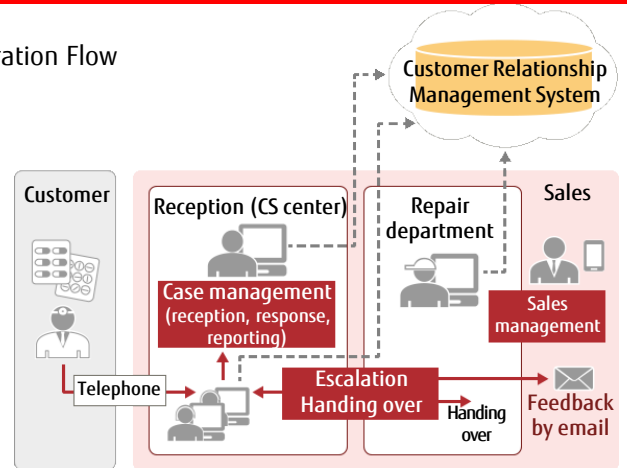 ration Flow
Customer Relationship
Management System
Customer
Reception (CS center)
Repair
department
Sales
Case management
(reception, response,
reporting)
Sales
management
Telephone
Escalation
Handing over
Handing
over
Feedback
by email